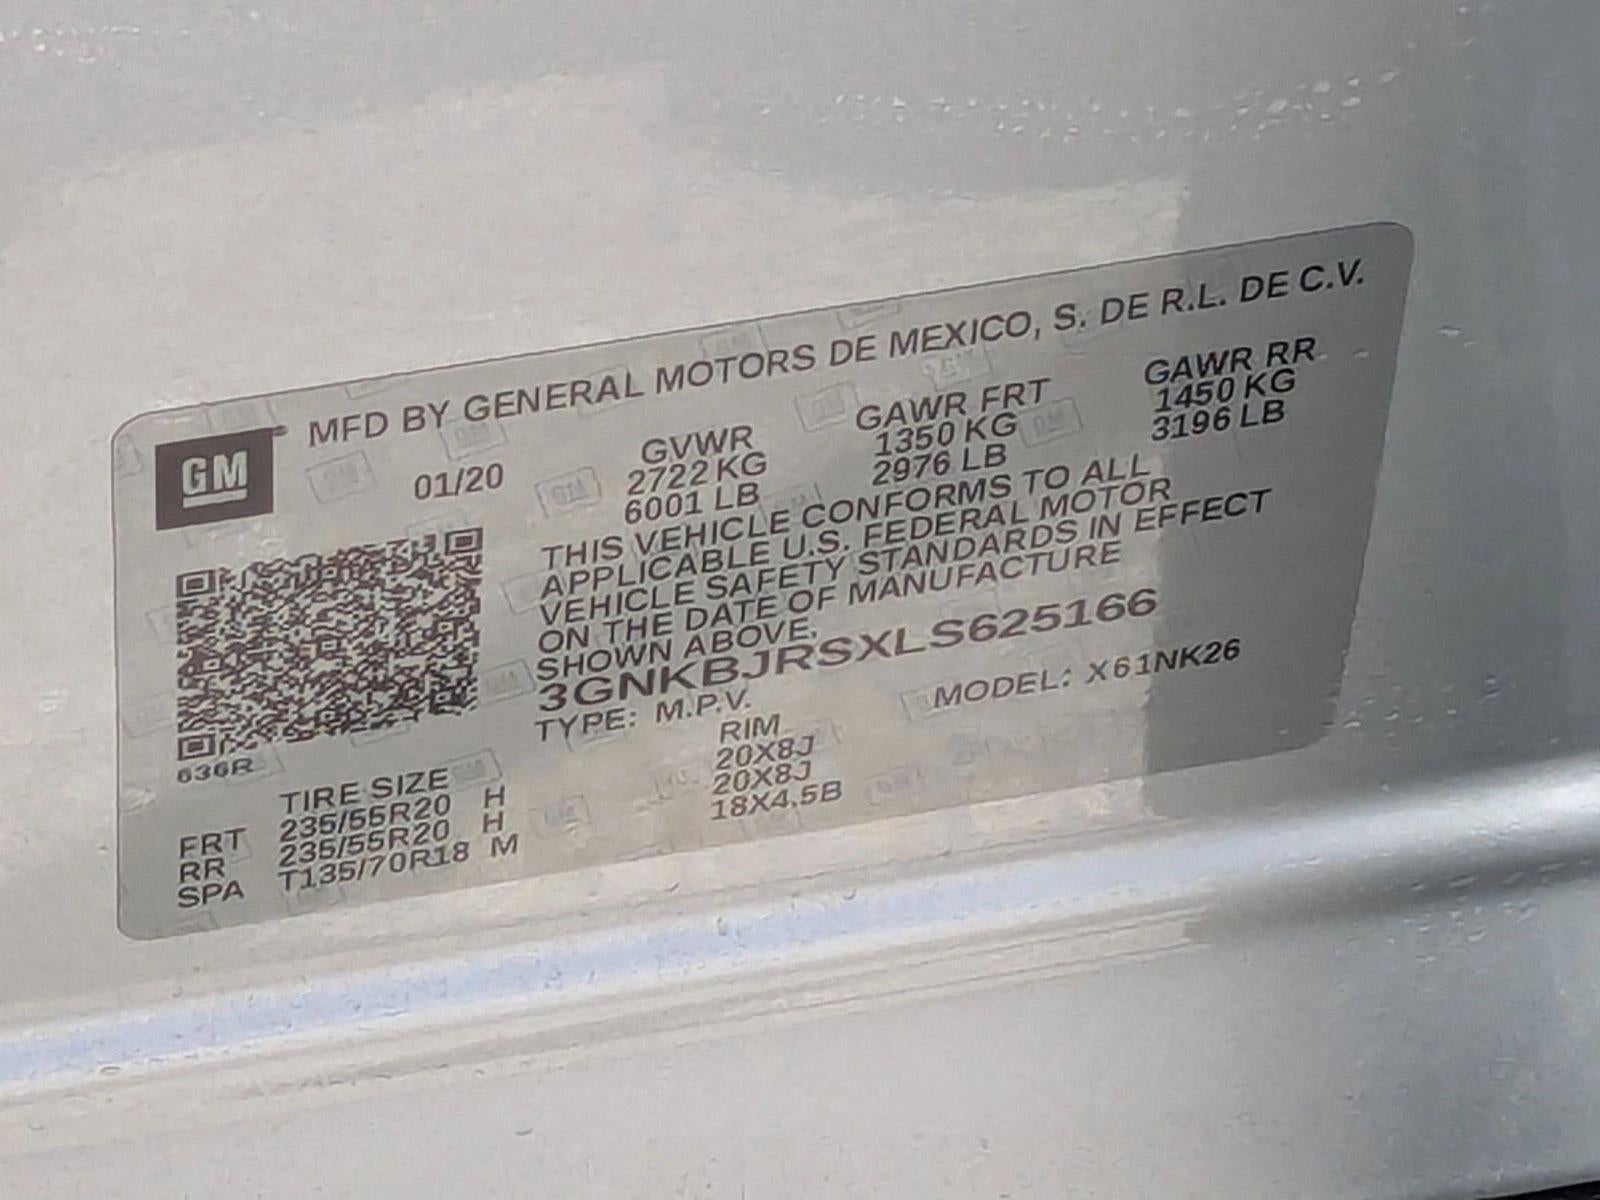 MFD BY GENERAL MOTORS DE MEXICO, S. DE R.L. DE C.V.
GM
01/20
GVWR GAWR FRT GAWR RR
2722 KG 1350 KG 1450 KG
6001 LB 2976 LB 3196 LB
THIS VEHICLE CONFORMS TO ALL
APPLICABLE U.S. FEDERAL MOTOR
VEHICLE SAFETY STANDARDS IN EFFECT
ON THE DATE OF MANUFACTURE
SHOWN ABOVE.
3GNKBJRSXLS625166
TYPE: M.P.V. MODEL: X61NK26
636R
TIRE SIZE RIM
FRT 235/55R20 H 20X8J
RR 235/55R20 H 20X8J
SPA T135/70R18 M 18X4.5B